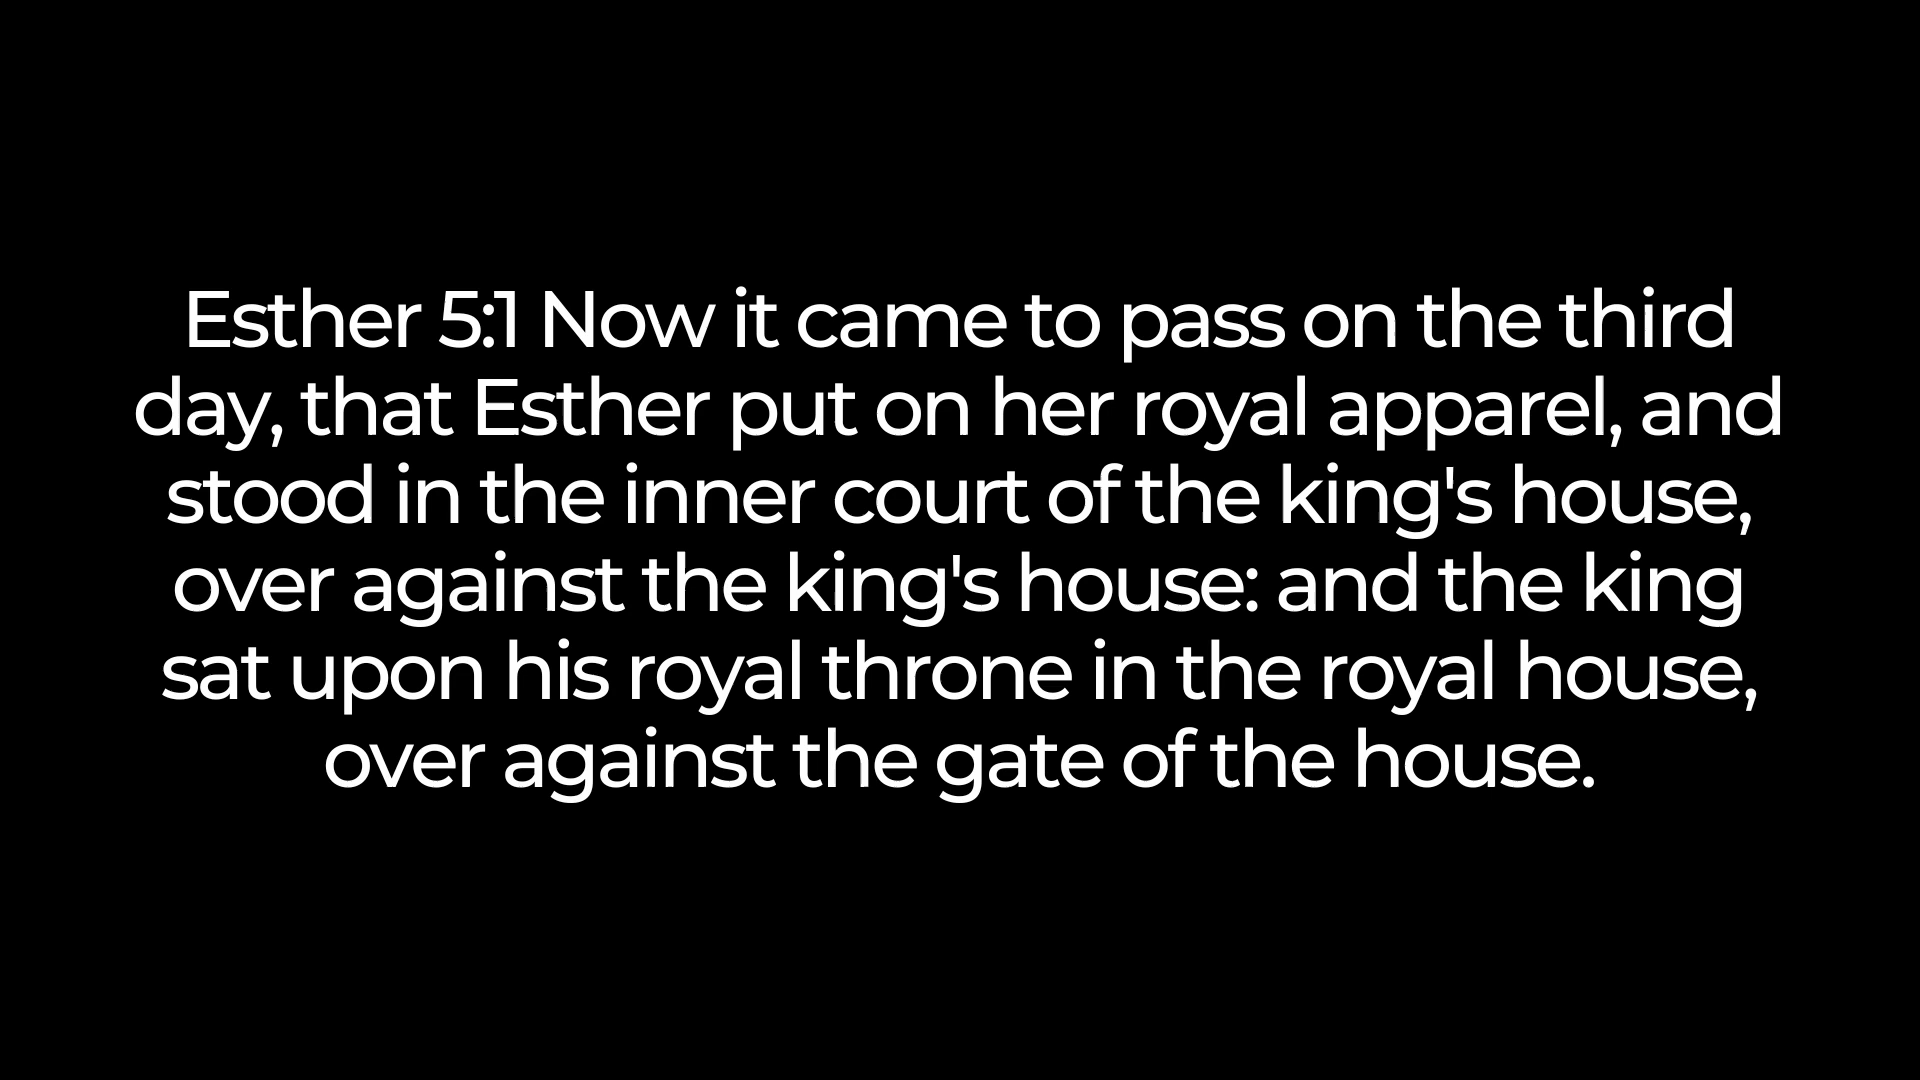 Esther 5:1 Now it came to pass on the third
day, that Esther put on her royal apparel, and
stood in the inner court of the king's house,
over against the king's house: and the king
sat upon his royal throne in the royal house,
over against the gate of the house.